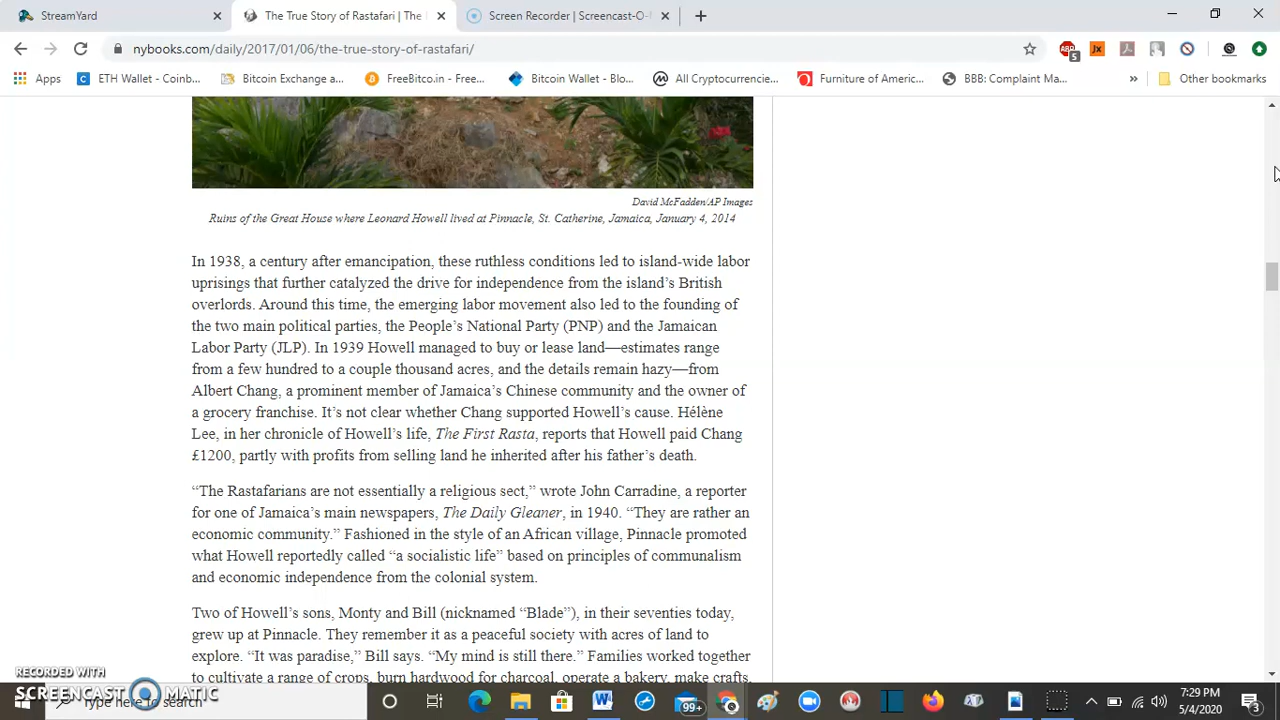 StreamYard
The True Story of Rastafari | The
Screen Recorder | Screencast-O-
nybooks.com/daily/2017/01/06/the-true-story-of-rastafari/
5
Apps
ETH Wallet - Coinb...
Bitcoin Exchange a...
FreeBitco.in - Free...
Bitcoin Wallet - Blo...
All Cryptocurrencie...
Furniture of Americ...
BBB: Complaint Ma...
Other bookmarks
David McFadden/AP Images
Ruins of the Great House where Leonard Howell lived at Pinnacle, St. Catherine, Jamaica, January 4, 2014
In 1938, a century after emancipation, these ruthless conditions led to island-wide labor
uprisings that further catalyzed the drive for independence from the island’s British
overlords. Around this time, the emerging labor movement also led to the founding of
the two main political parties, the People’s National Party (PNP) and the Jamaican
Labor Party (JLP). In 1939 Howell managed to buy or lease land—estimates range
from a few hundred to a couple thousand acres, and the details remain hazy—from
Albert Chang, a prominent member of Jamaica’s Chinese community and the owner of
a grocery franchise. It’s not clear whether Chang supported Howell’s cause. Hélène
Lee, in her chronicle of Howell’s life, The First Rasta, reports that Howell paid Chang
£1200, partly with profits from selling land he inherited after his father’s death.
“The Rastafarians are not essentially a religious sect,” wrote John Carradine, a reporter
for one of Jamaica’s main newspapers, The Daily Gleaner, in 1940. “They are rather an
economic community.” Fashioned in the style of an African village, Pinnacle promoted
what Howell reportedly called “a socialistic life” based on principles of communalism
and economic independence from the colonial system.
Two of Howell’s sons, Monty and Bill (nicknamed “Blade”), in their seventies today,
grew up at Pinnacle. They remember it as a peaceful society with acres of land to
explore. “It was paradise,” Bill says. “My mind is still there.” Families worked together
to cultivate a range of crops, burn hardwood for charcoal, operate a bakery, make crafts,
RECORDED WITH
SCREENCAST MATIC
Type here to search
99+
7:29 PM
5/4/2020
3